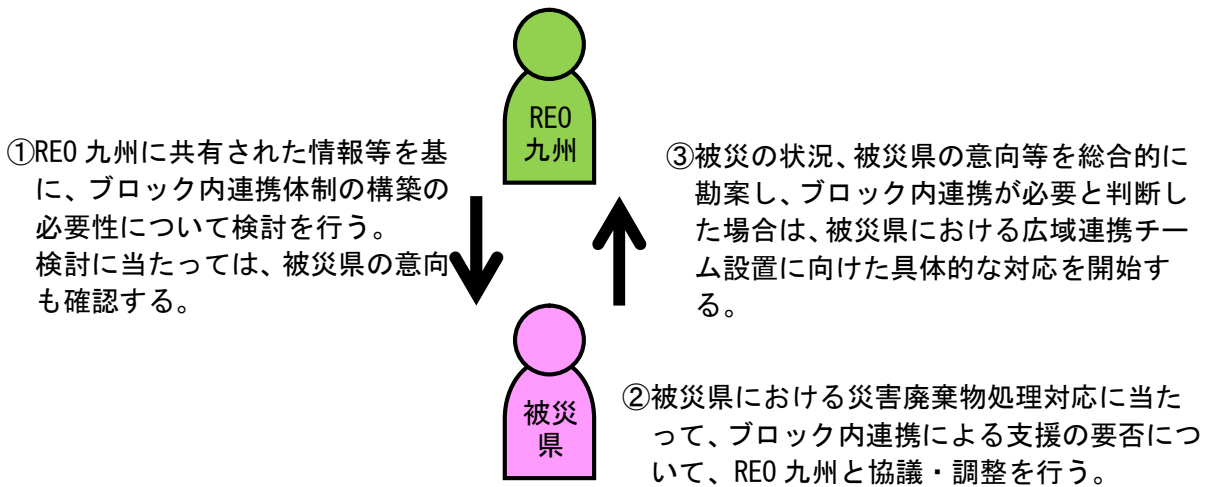 REO
九州
①REO 九州に共有された情報等を基
に、ブロック内連携体制の構築の
必要性について検討を行う。
検討に当たっては、被災県の意向
も確認する。
③被災の状況、被災県の意向等を総合的に
勘案し、ブロック内連携が必要と判断し
た場合は、被災県における広域連携チー
ム設置に向けた具体的な対応を開始す
る。
被災
県
②被災県における災害廃棄物処理対応に当た
って、ブロック内連携による支援の要否につ
いて、REO 九州と協議・調整を行う。